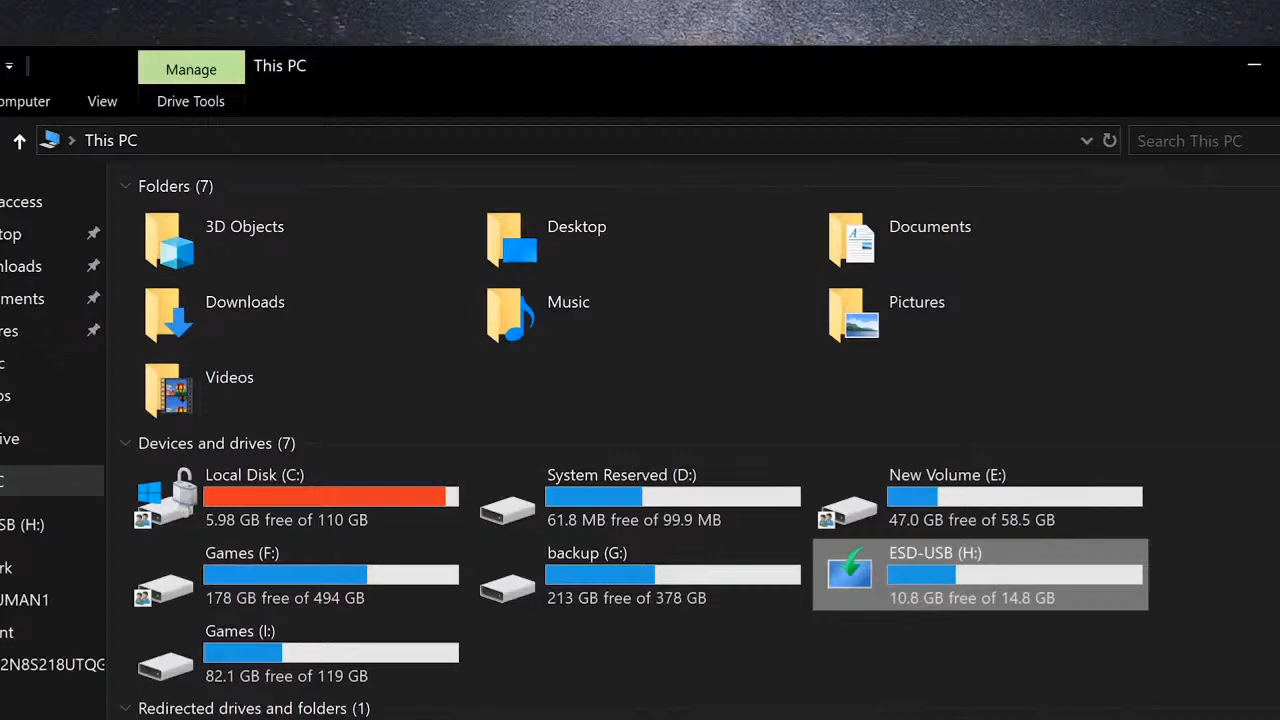 Manage
This PC
omputer
View
Drive Tools
This PC
Search This PC
access
top
nloads
ments
res
c
os
ive
C
SB (H:)
rk
UMAN1
nt
2N8S218UTQG
Folders (7)
3D Objects
Desktop
Documents
Downloads
Music
Pictures
Videos
Devices and drives (7)
Local Disk (C:)
5.98 GB free of 110 GB
System Reserved (D:)
61.8 MB free of 99.9 MB
New Volume (E:)
47.0 GB free of 58.5 GB
Games (F:)
178 GB free of 494 GB
backup (G:)
213 GB free of 378 GB
ESD-USB (H:)
10.8 GB free of 14.8 GB
Games (I:)
82.1 GB free of 119 GB
Redirected drives and folders (1)